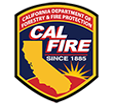 CALIFORNIA DEPARTMENT OF
FORESTRY & FIRE PROTECTION
CAL
FIRE
SINCE 1885